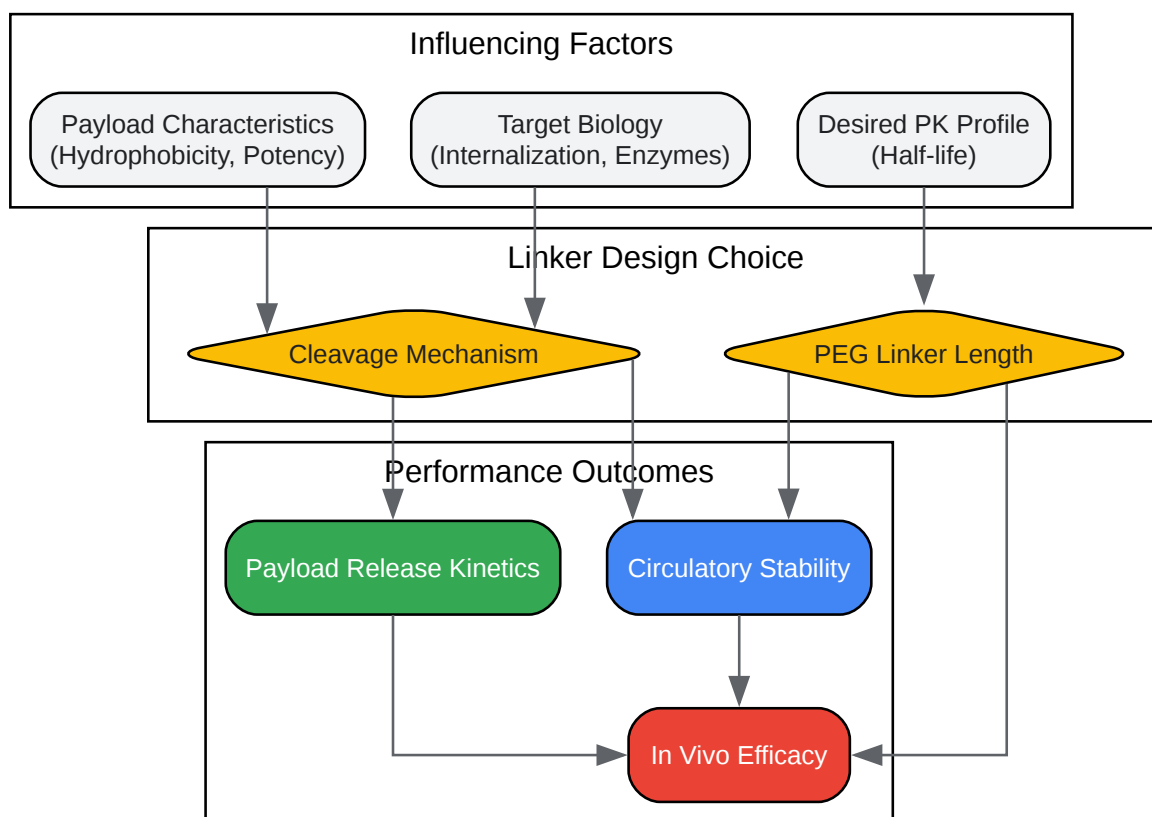 Influencing Factors
Payload Characteristics
(Hydrophobicity, Potency)
Target Biology
(Internalization, Enzymes)
Desired PK Profile
(Half-life)
Linker Design Choice
Cleavage Mechanism
PEG Linker Length
Performance Outcomes
Payload Release Kinetics
Circulatory Stability
In Vivo Efficacy